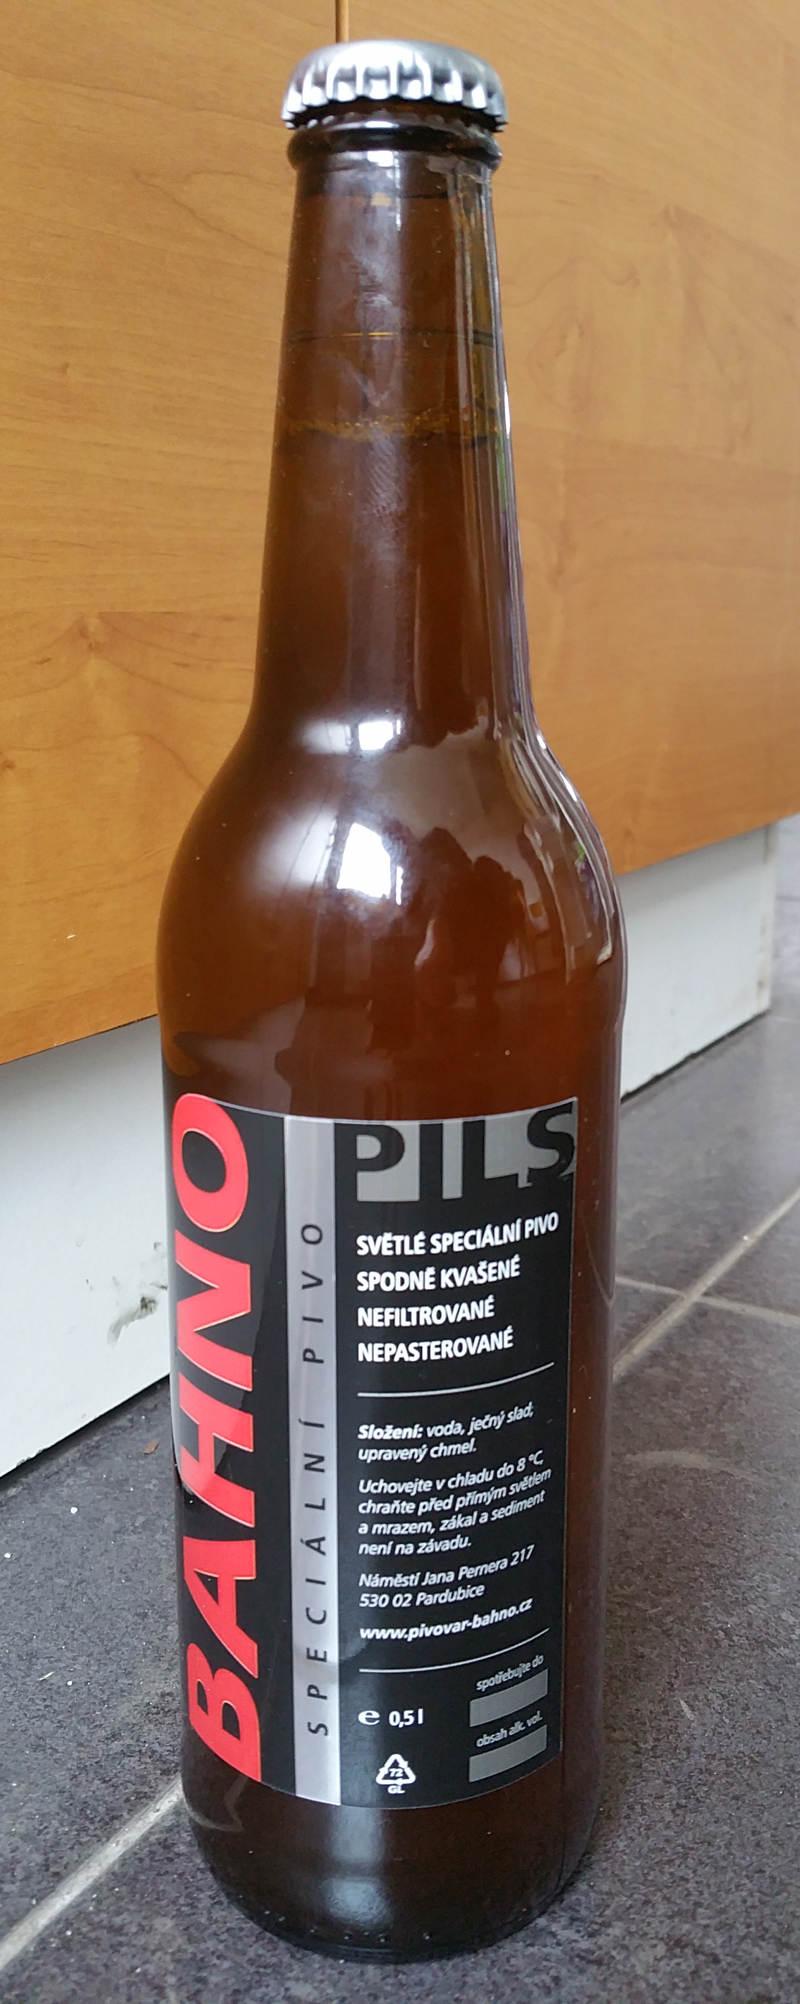 BAHNO
SPECIÁLNÍ PIVO
PILS
SVĚTLÉ SPECIÁLNÍ PIVO
SPODNĚ KVAŠENÉ
NEFILTROVANÉ
NEPASTEROVANÉ
Složení: voda, ječný slad,
upravený chmel.
Uchovejte v chladu do 8 °C,
chraňte před přímým světlem
a mrazem, zákal a sediment
není na závadu.
Náměstí Jana Pernera 217
530 02 Pardubice
www.pivovar-bahno.cz
spotřebujte do
e 0,5 l
obsah alk. vol.
72
GL